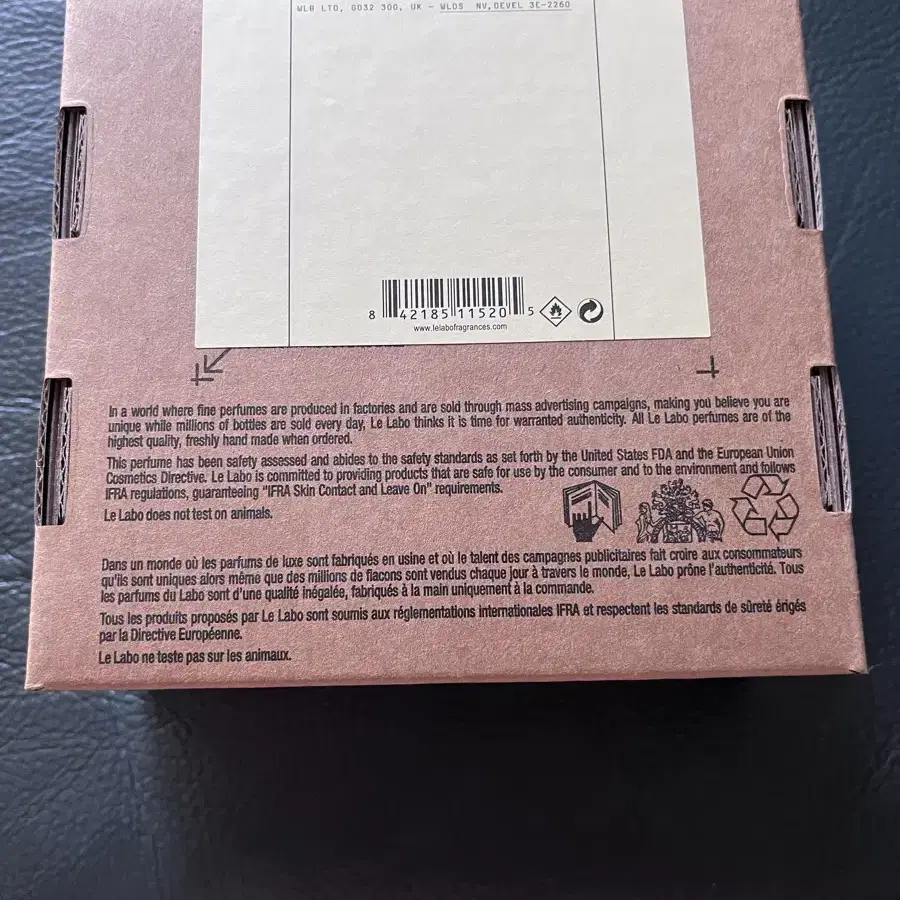 WLB LTD, GO32 3OO, UK - WLDS NV, DEVEL 3E-2260
8 42185 11520 5
www.lelabofragrances.com
In a world where fine perfumes are produced in factories and are sold through mass advertising campaigns, making you believe you are
unique while millions of bottles are sold every day, Le Labo thinks it is time for warranted authenticity. All Le Labo perfumes are of the
highest quality, freshly hand made when ordered.
This perfume has been safety assessed and abides to the safety standards as set forth by the United States FDA and the European Union
Cosmetics Directive. Le Labo is committed to providing products that are safe for use by the consumer and to the environment and follows
IFRA regulations, guaranteeing "IFRA Skin Contact and Leave On" requirements.
Le Labo does not test on animals.
Dans un monde où les parfums de luxe sont fabriqués en usine et où le talent des campagnes publicitaires fait croire aux consommateurs
qu'ils sont uniques alors même que des millions de flacons sont vendus chaque jour à travers le monde, Le Labo prône l'authenticité. Tous
les parfums du Labo sont d'une qualité inégalée, fabriqués à la main uniquement à la commande.
Tous les produits proposés par Le Labo sont soumis aux réglementations internationales IFRA et respectent les standards de sûreté érigés
par la Directive Européenne.
Le Labo ne teste pas sur les animaux.